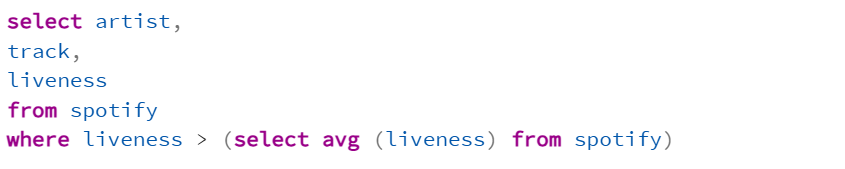 select artist,
track,
liveness
from spotify
where liveness > (select avg (liveness) from spotify)